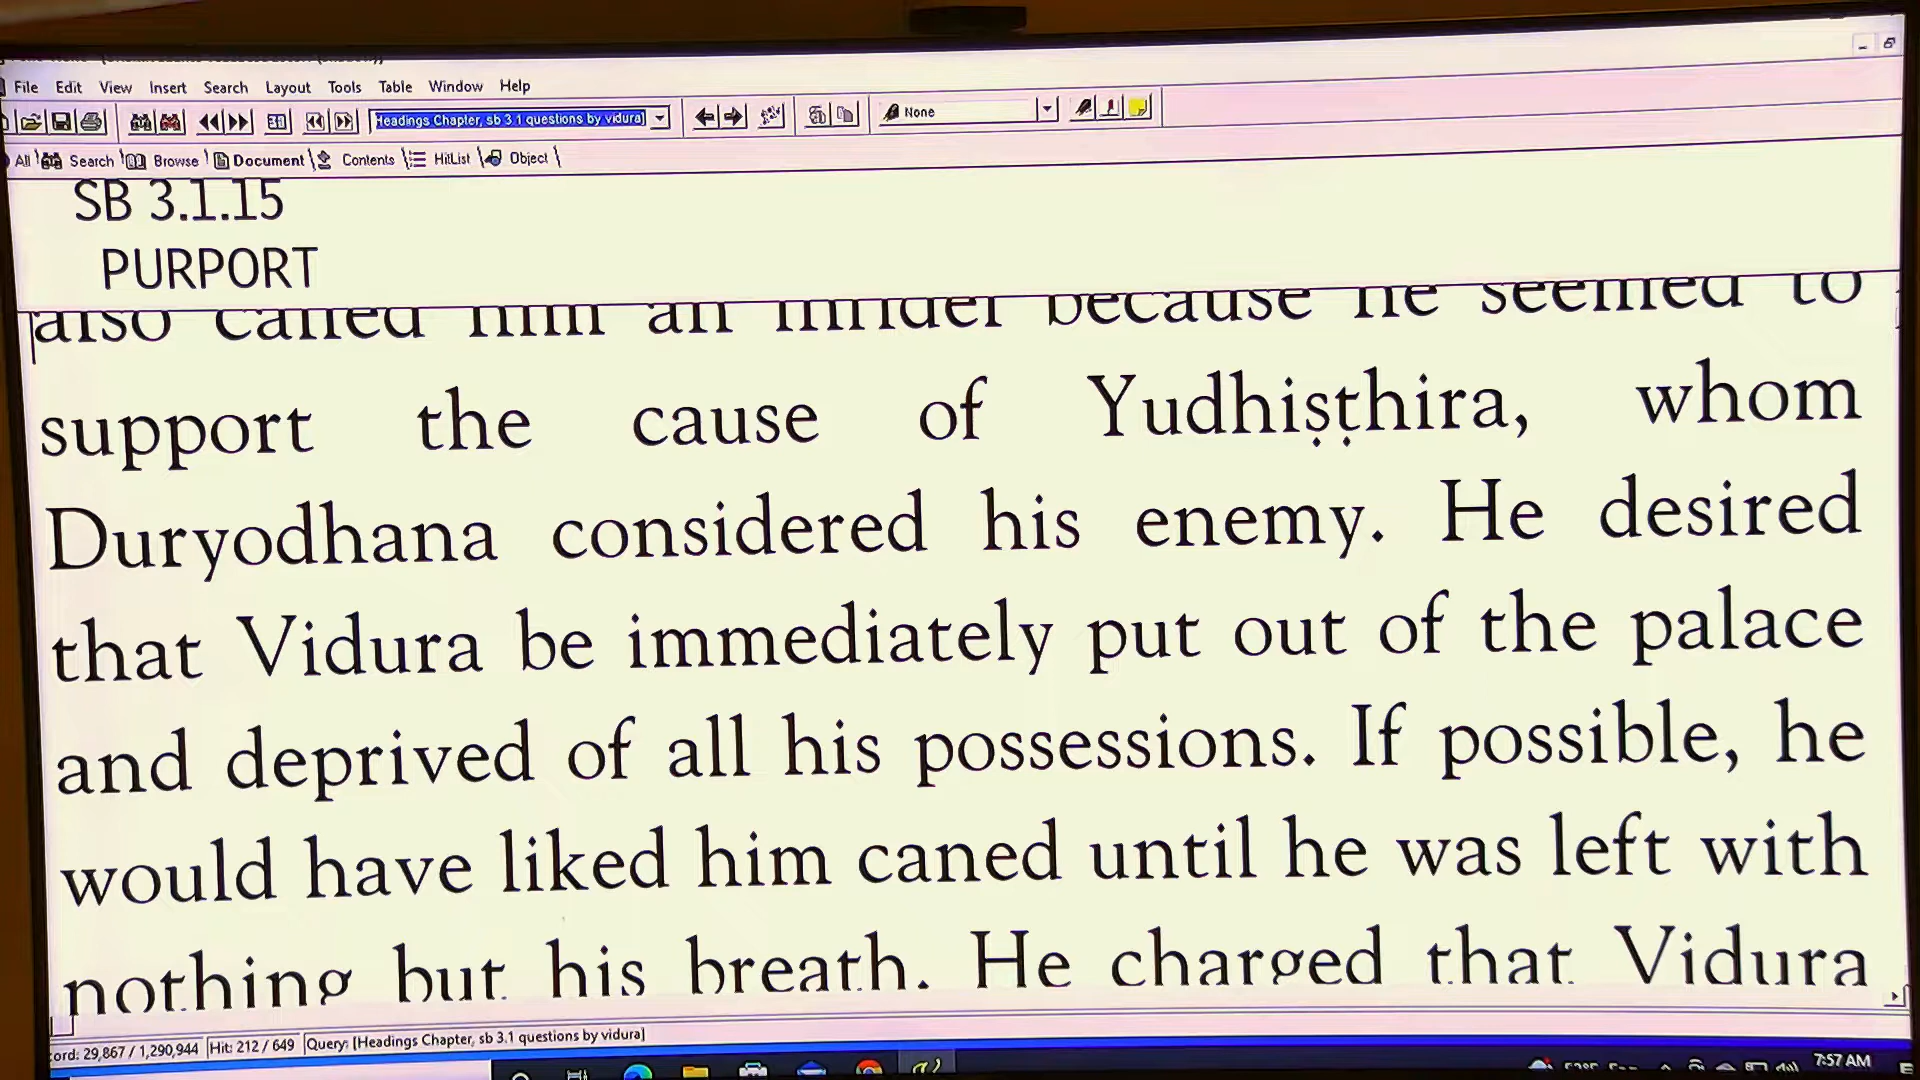 File Edit View Insert Search Layout Tools Table Window Help
Headings Chapter, sb 3.1 questions by vidura] None
All Search Browse Document Contents HitList Object
SB 3.1.15
PURPORT
also called him an infidel because he seemed to
support the cause of Yudhiṣṭhira, whom
Duryodhana considered his enemy. He desired
that Vidura be immediately put out of the palace
and deprived of all his possessions. If possible, he
would have liked him caned until he was left with
nothing but his breath. He charged that Vidura
ord: 29,867 / 1,290,944 Hit: 212 / 649 Query: [Headings Chapter, sb 3.1 questions by vidura]
7:57 AM